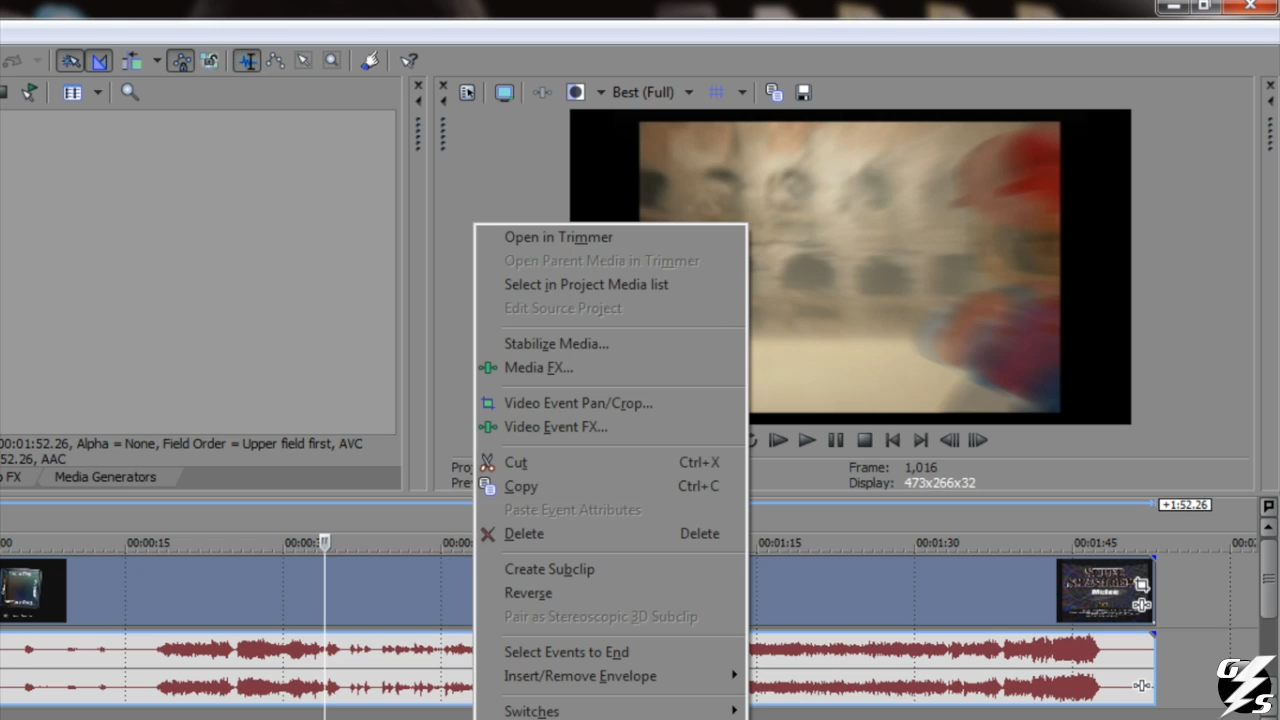 Best (Full)
Open in Trimmer
Open Parent Media in Trimmer
Select in Project Media list
Edit Source Project
Stabilize Media...
Media FX...
Video Event Pan/Crop...
Video Event FX...
Cut Ctrl+X
Copy Ctrl+C
Paste Event Attributes
Delete Delete
Create Subclip
Reverse
Pair as Stereoscopic 3D Subclip
Select Events to End
Insert/Remove Envelope
Switches
00:01:52.26, Alpha = None, Field Order = Upper field first, AVC
52.26, AAC
FX Media Generators
Proj
Pre
Frame: 1,016
Display: 473x266x32
+1:52.26
00:00:15 00:01:15 00:01:30 00:01:45
G S